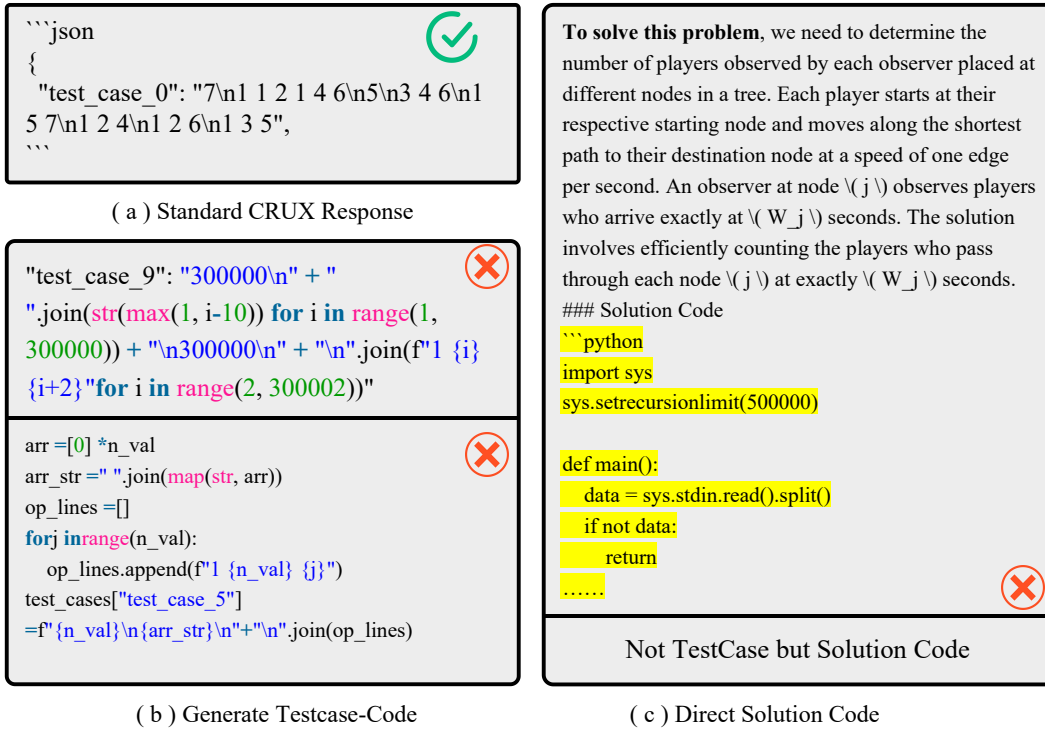 ```json
{
"test_case_0": "7\n1 1 2 1 4 6\n5\n3 4 6\n1
5 7\n1 2 4\n1 2 6\n1 3 5",
```
( a ) Standard CRUX Response
"test_case_9": "300000\n" + "
".join(str(max(1, i-10)) for i in range(1,
300000)) + "\n300000\n" + "\n".join(f"1 {i}
{i+2}"for i in range(2, 300002))"
arr =[0] *n_val
arr_str =" ".join(map(str, arr))
op_lines =[]
forj inrange(n_val):
op_lines.append(f"1 {n_val} {j}")
test_cases["test_case_5"]
=f"{n_val}\n{arr_str}\n"+"\n".join(op_lines)
( b ) Generate Testcase-Code
To solve this problem, we need to determine the
number of players observed by each observer placed at
different nodes in a tree. Each player starts at their
respective starting node and moves along the shortest
path to their destination node at a speed of one edge
per second. An observer at node \( j \) observes players
who arrive exactly at \( W_j \) seconds. The solution
involves efficiently counting the players who pass
through each node \( j \) at exactly \( W_j \) seconds.
### Solution Code
```python
import sys
sys.setrecursionlimit(500000)
def main():
data = sys.stdin.read().split()
if not data:
return
……
Not TestCase but Solution Code
( c ) Direct Solution Code